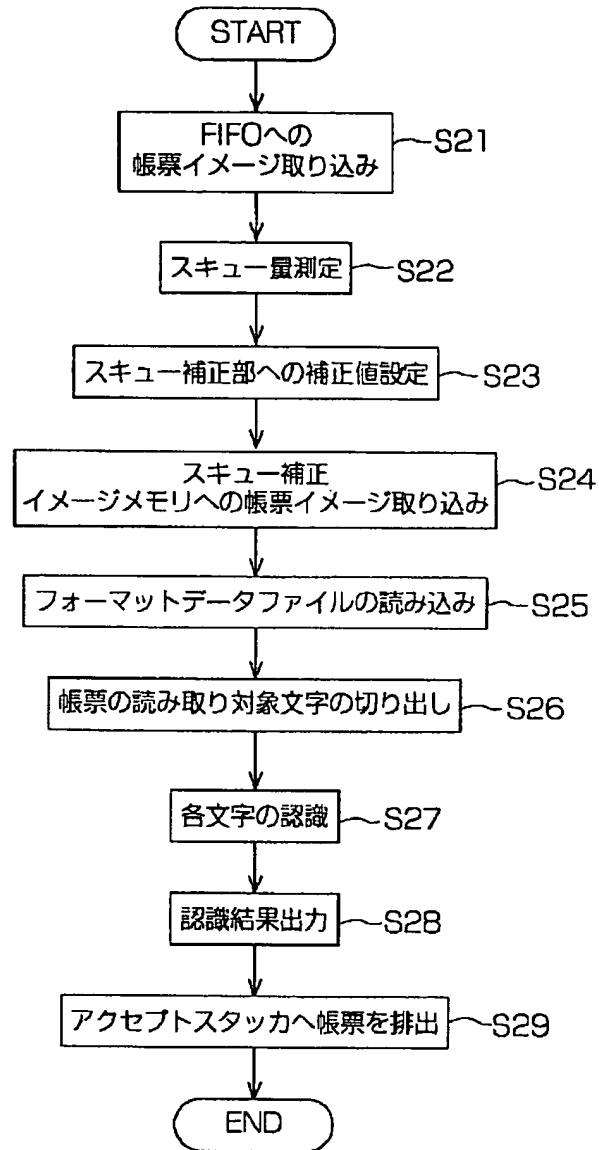 START
FIFOへの
帳票イメージ取り込み
S21
スキュー量測定
S22
スキュー補正部への補正値設定
S23
スキュー補正
イメージメモリへの帳票イメージ取り込み
S24
フォーマットデータファイルの読み込み
S25
帳票の読み取り対象文字の切り出し
S26
各文字の認識
S27
認識結果出力
S28
アクセプトスタッカへ帳票を排出
S29
END